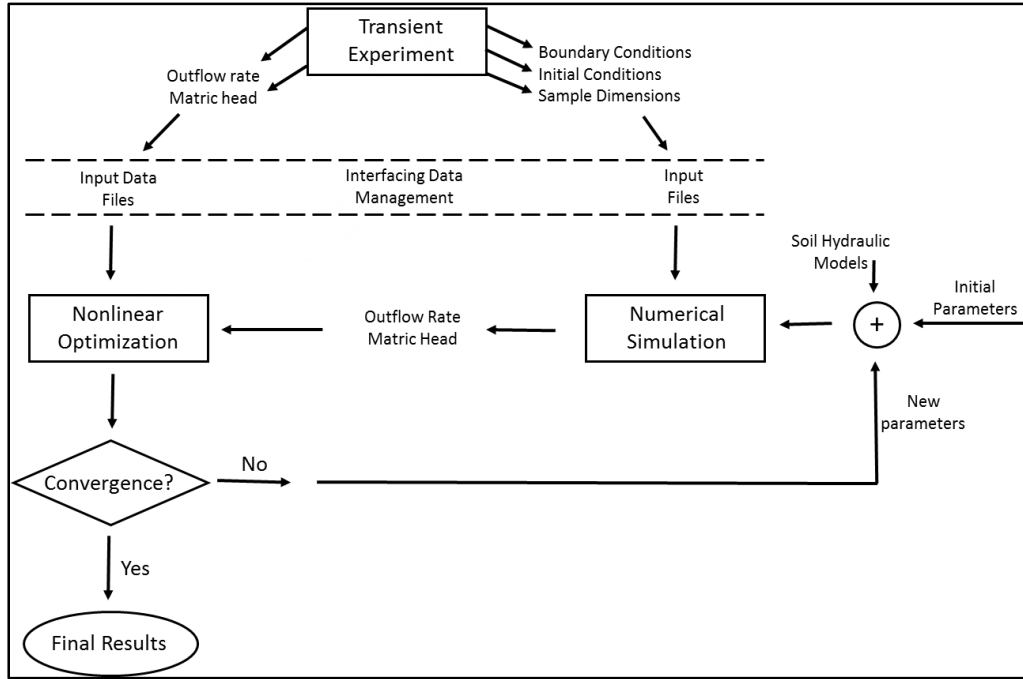 Transient
Experiment
Outflow rate
Matric head
Boundary Conditions
Initial Conditions
Sample Dimensions
Input Data
Files
Interfacing Data
Management
Input
Files
Soil Hydraulic
Models
Initial
Parameters
Nonlinear
Optimization
Outflow Rate
Matric Head
Numerical
Simulation
+
New
parameters
Convergence?
No
Yes
Final Results